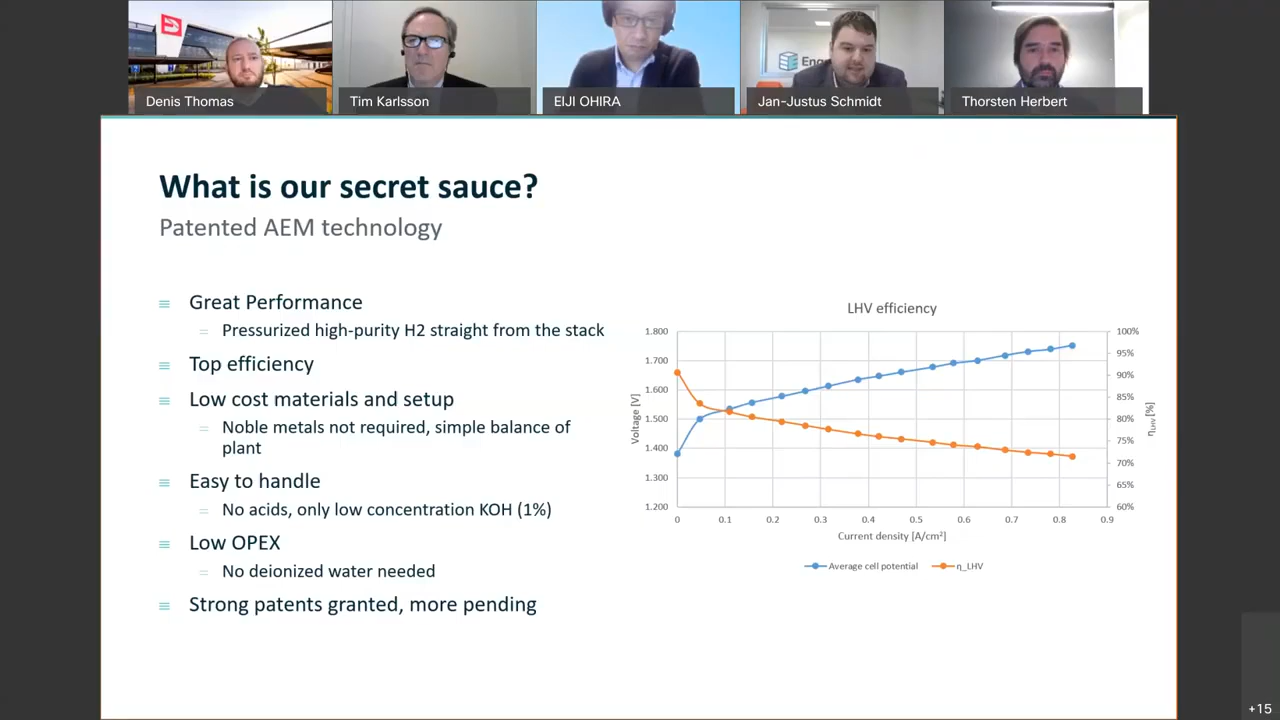 Denis Thomas
Tim Karlsson
EIJI OHIRA
Jan-Justus Schmidt
Thorsten Herbert
What is our secret sauce?
Patented AEM technology
Great Performance
Pressurized high-purity H2 straight from the stack
Top efficiency
Low cost materials and setup
Noble metals not required, simple balance of
plant
Easy to handle
No acids, only low concentration KOH (1%)
Low OPEX
No deionized water needed
Strong patents granted, more pending
LHV efficiency
1.800
1.700
1.600
1.500
1.400
1.300
1.200
Voltage [V]
100%
95%
90%
85%
80%
75%
70%
65%
60%
η_LHV [%]
0 0.1 0.2 0.3 0.4 0.5 0.6 0.7 0.8 0.9
Current density [A/cm²]
Average cell potential η_LHV
+15